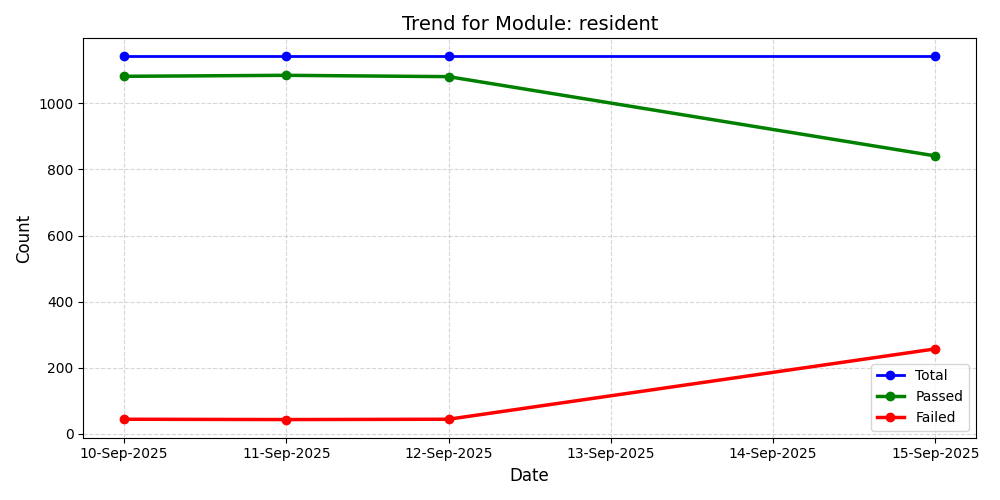 Trend for Module: resident
Count
1000
800
600
400
200
0
10-Sep-2025
11-Sep-2025
12-Sep-2025
13-Sep-2025
14-Sep-2025
15-Sep-2025
Date
Total
Passed
Failed